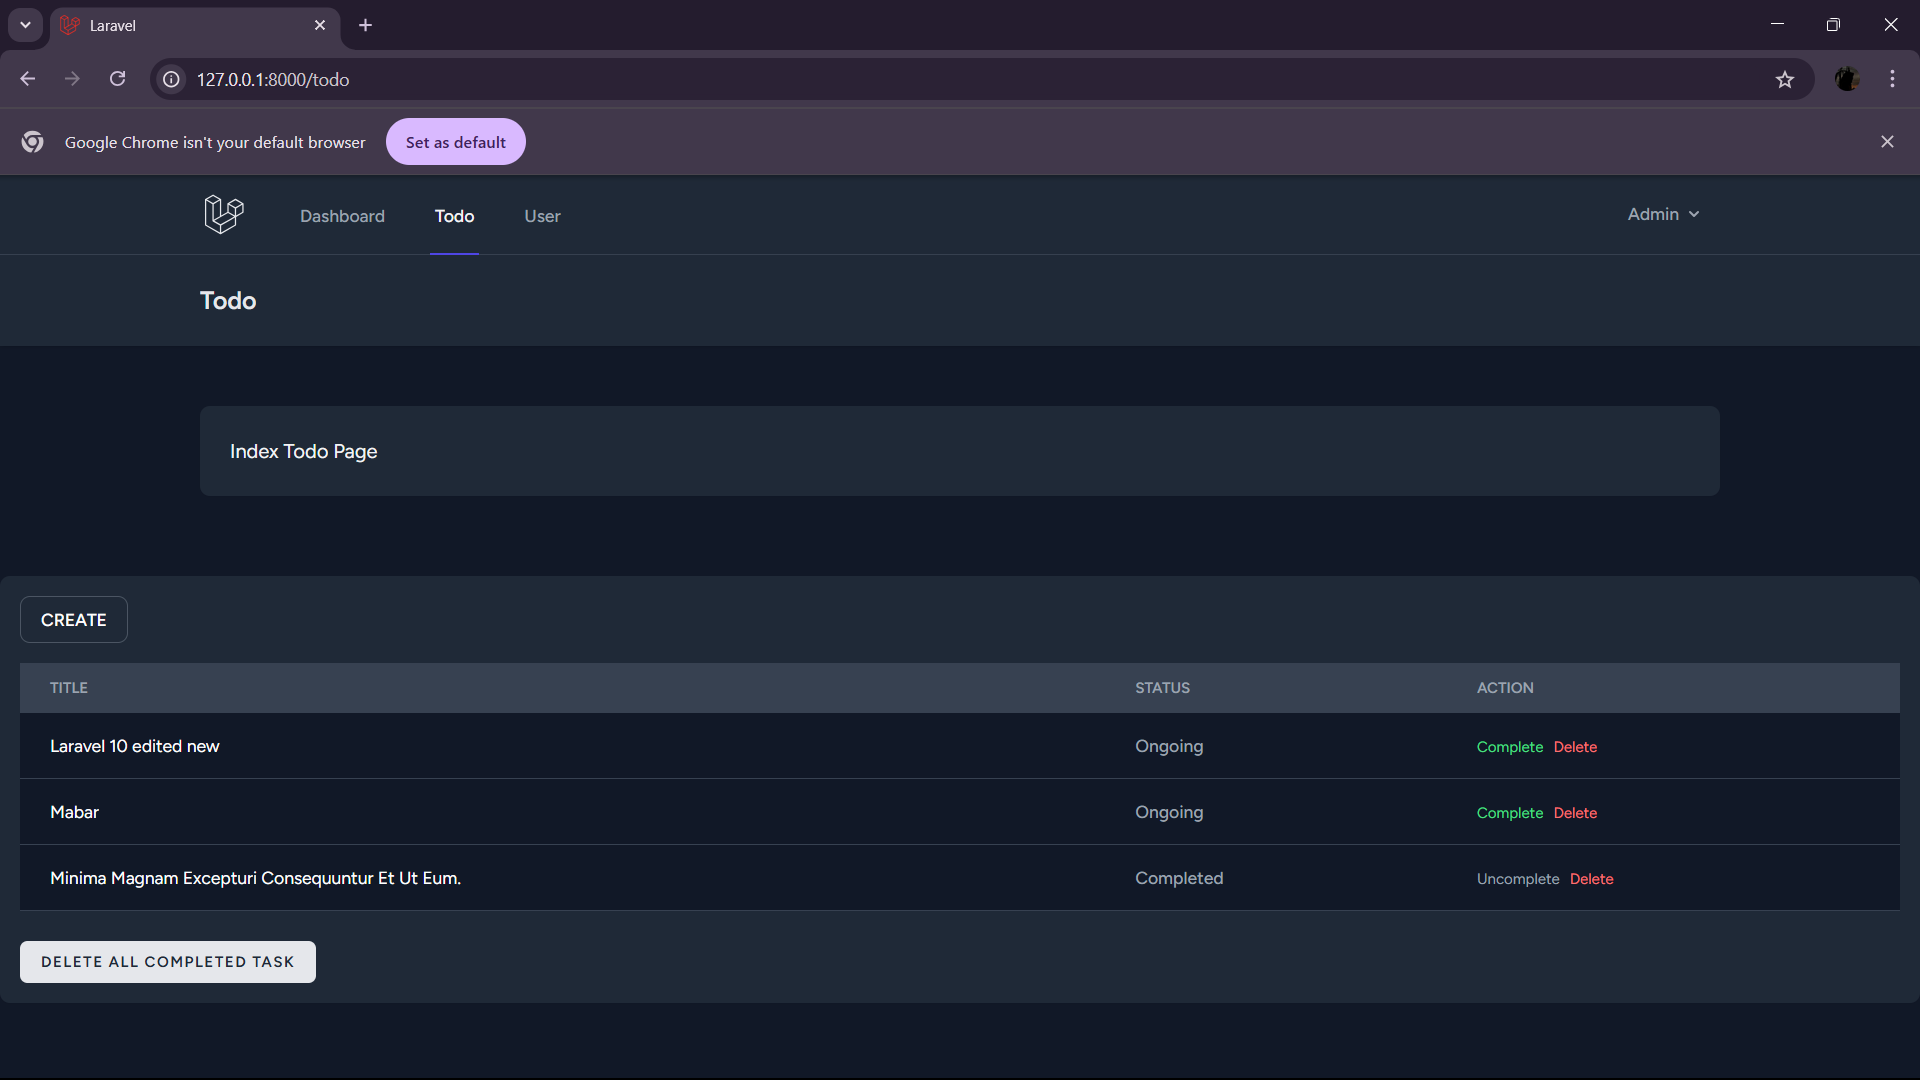 Laravel
127.0.0.1:8000/todo
Google Chrome isn't your default browser Set as default
Dashboard Todo User Admin
Todo
Index Todo Page
CREATE
TITLE STATUS ACTION
Laravel 10 edited new Ongoing Complete Delete
Mabar Ongoing Complete Delete
Minima Magnam Excepturi Consequuntur Et Ut Eum. Completed Uncomplete Delete
DELETE ALL COMPLETED TASK